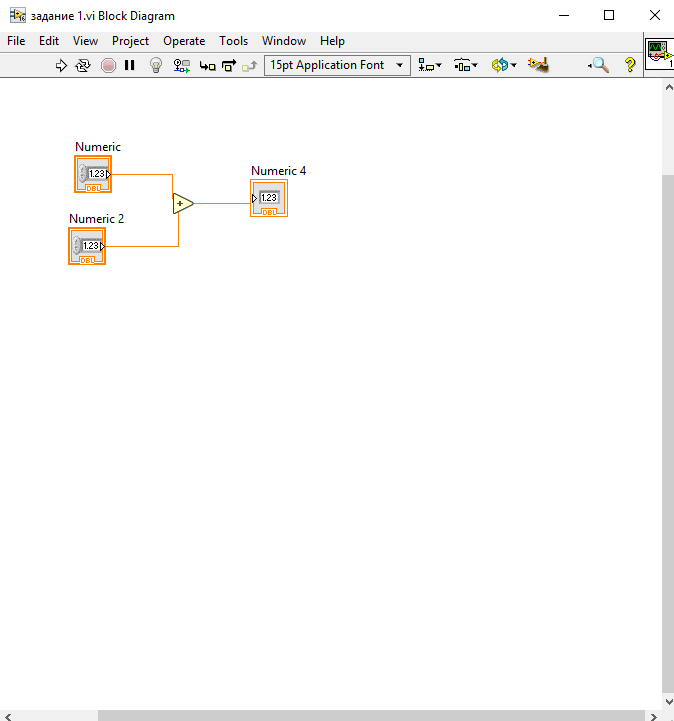 задание 1.vi Block Diagram
File Edit View Project Operate Tools Window Help
15pt Application Font
?
1
Numeric
1.23
DBL
Numeric 4
1.23
DBL
+
Numeric 2
1.23
DBL